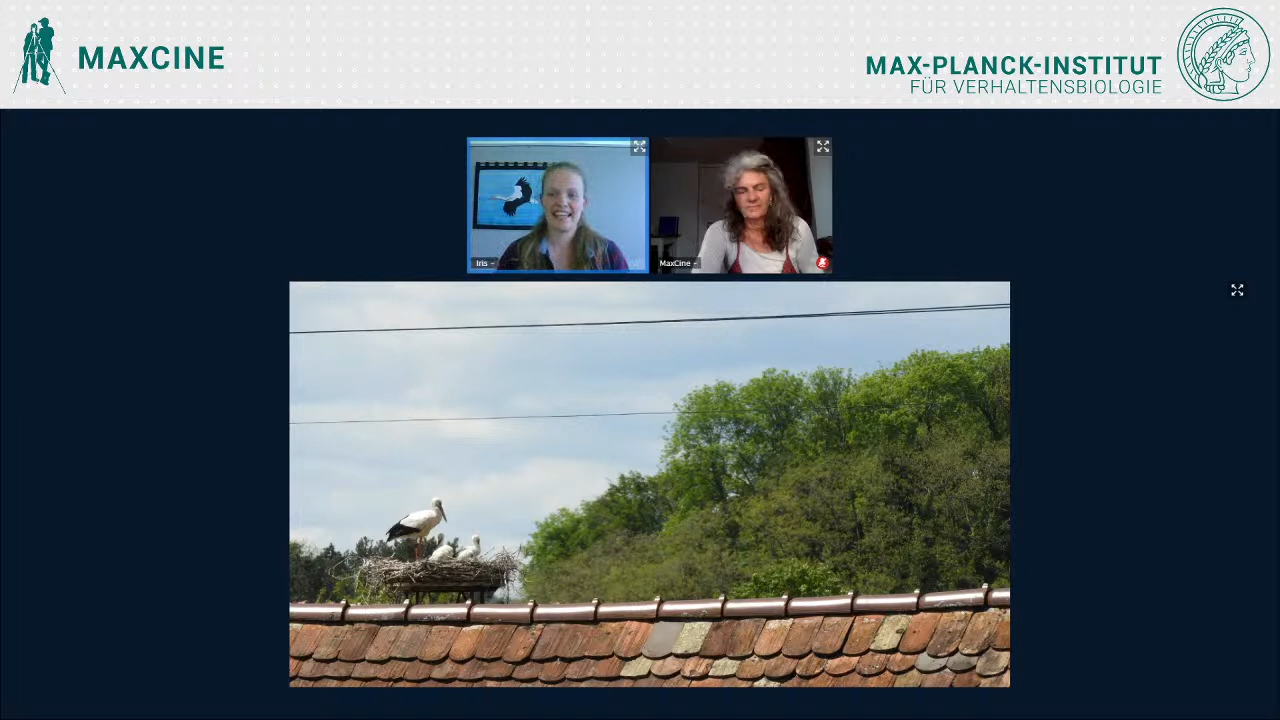 MAXCINE
MAX-PLANCK-INSTITUT
FÜR VERHALTENSBIOLOGIE
Iris
MaxCine